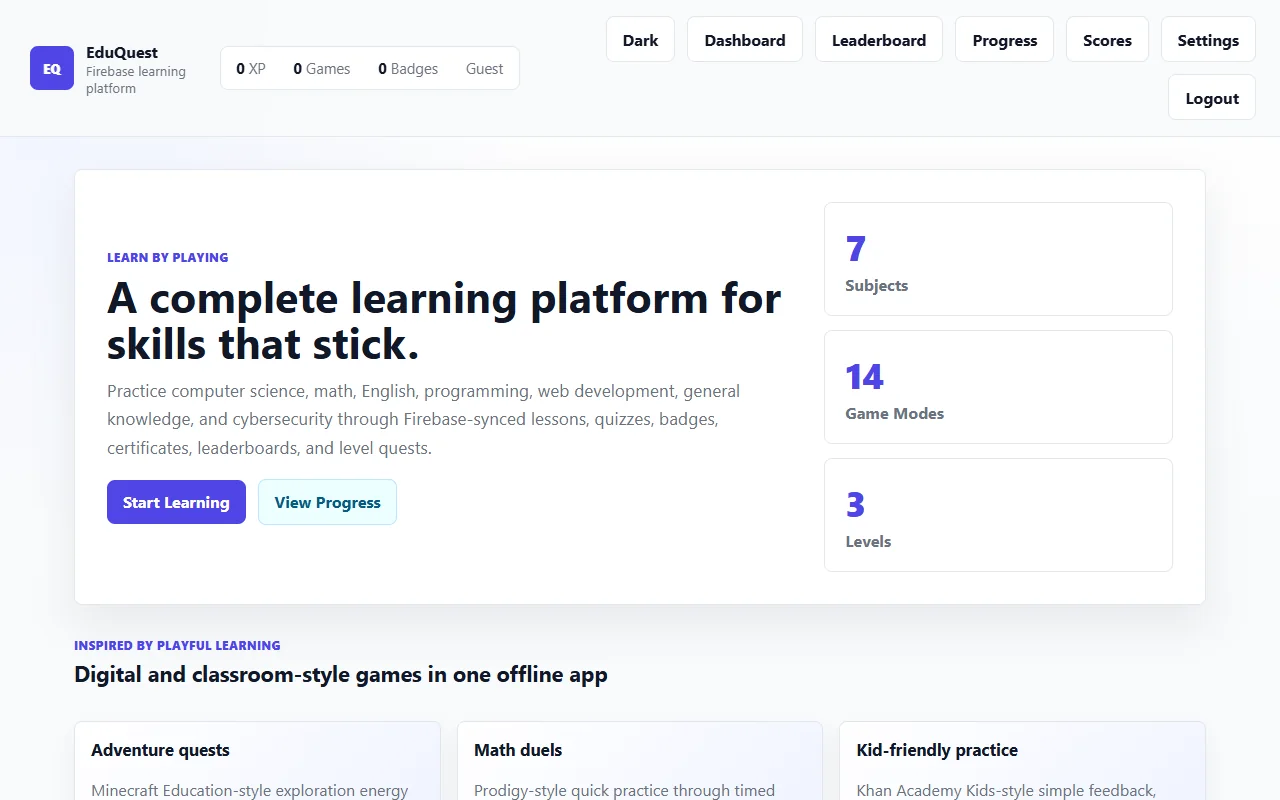 EQ
EduQuest
Firebase learning
platform
0 XP 0 Games 0 Badges Guest
Dark Dashboard Leaderboard Progress Scores Settings
Logout
LEARN BY PLAYING
A complete learning platform for
skills that stick.
Practice computer science, math, English, programming, web development, general
knowledge, and cybersecurity through Firebase-synced lessons, quizzes, badges,
certificates, leaderboards, and level quests.
Start Learning View Progress
7
Subjects
14
Game Modes
3
Levels
INSPIRED BY PLAYFUL LEARNING
Digital and classroom-style games in one offline app
Adventure quests
Minecraft Education-style exploration energy
Math duels
Prodigy-style quick practice through timed
Kid-friendly practice
Khan Academy Kids-style simple feedback,